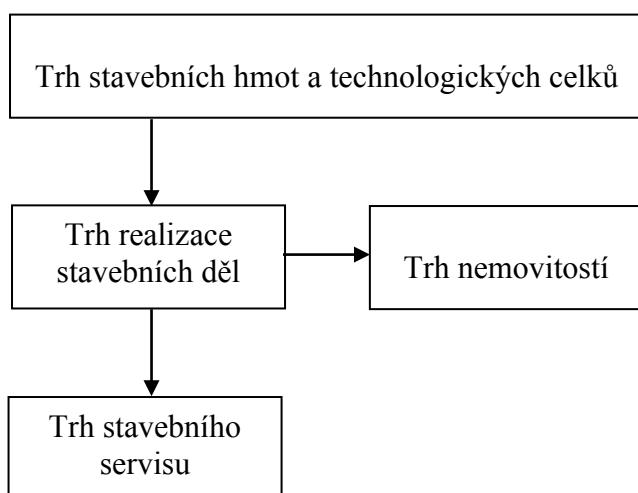 Trh stavebních hmot a technologických celků
Trh realizace
stavebních děl
Trh nemovitostí
Trh stavebního
servisu